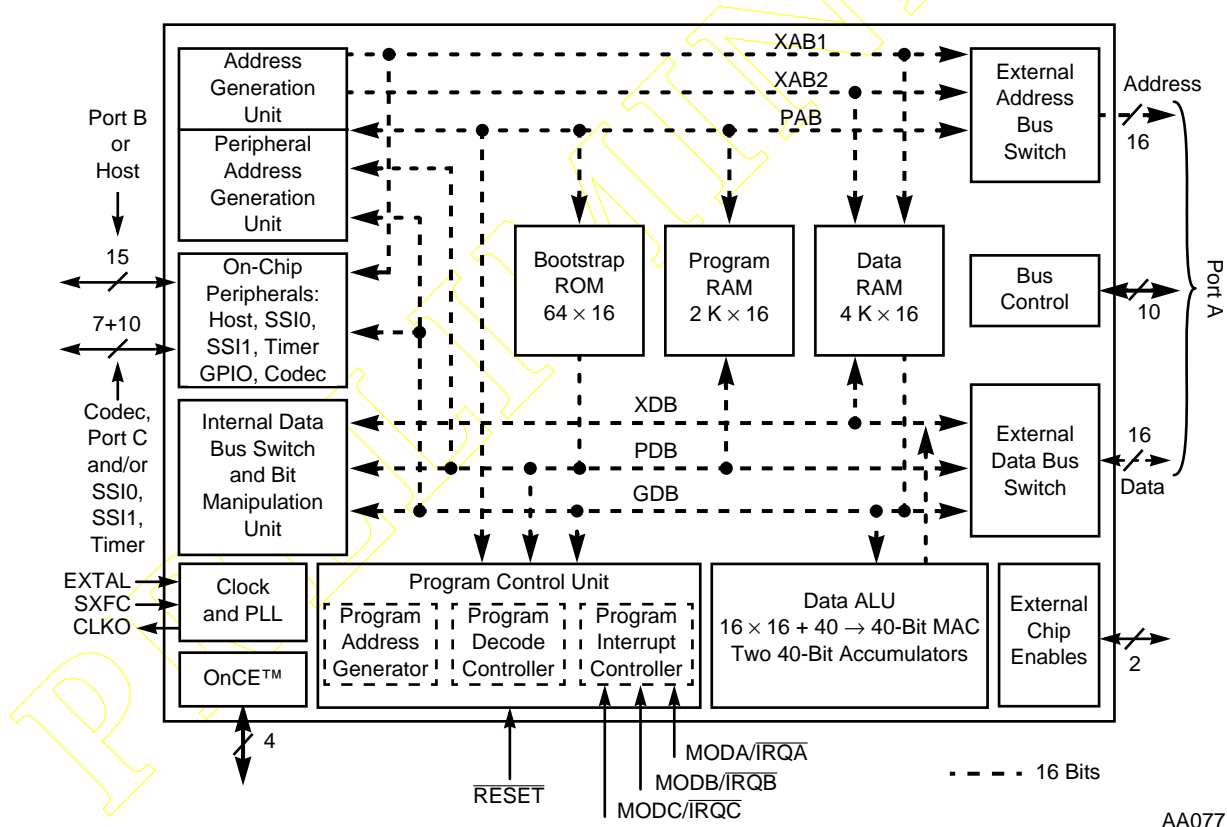 Address
Generation
Unit
Peripheral
Address
Generation
Unit
XAB1
XAB2
PAB
External
Address
Bus
Switch
Address
16
Port B
or
Host
15
7+10
Codec,
Port C
and/or
SSI0,
SSI1,
Timer
On-Chip
Peripherals:
Host, SSI0,
SSI1, Timer
GPIO, Codec
Bootstrap
ROM
64 × 16
Program
RAM
2 K × 16
Data
RAM
4 K × 16
Bus
Control
10
Port A
Internal Data
Bus Switch
and Bit
Manipulation
Unit
XDB
PDB
GDB
External
Data Bus
Switch
16
Data
EXTAL
SXFC
CLKO
Clock
and PLL
OnCE™
4
Program Control Unit
Program
Address
Generator
Program
Decode
Controller
Program
Interrupt
Controller
Data ALU
16 × 16 + 40 → 40-Bit MAC
Two 40-Bit Accumulators
External
Chip
Enables
2
MODA/IRQA
MODB/IRQB
MODC/IRQC
RESET
16 Bits
AA077